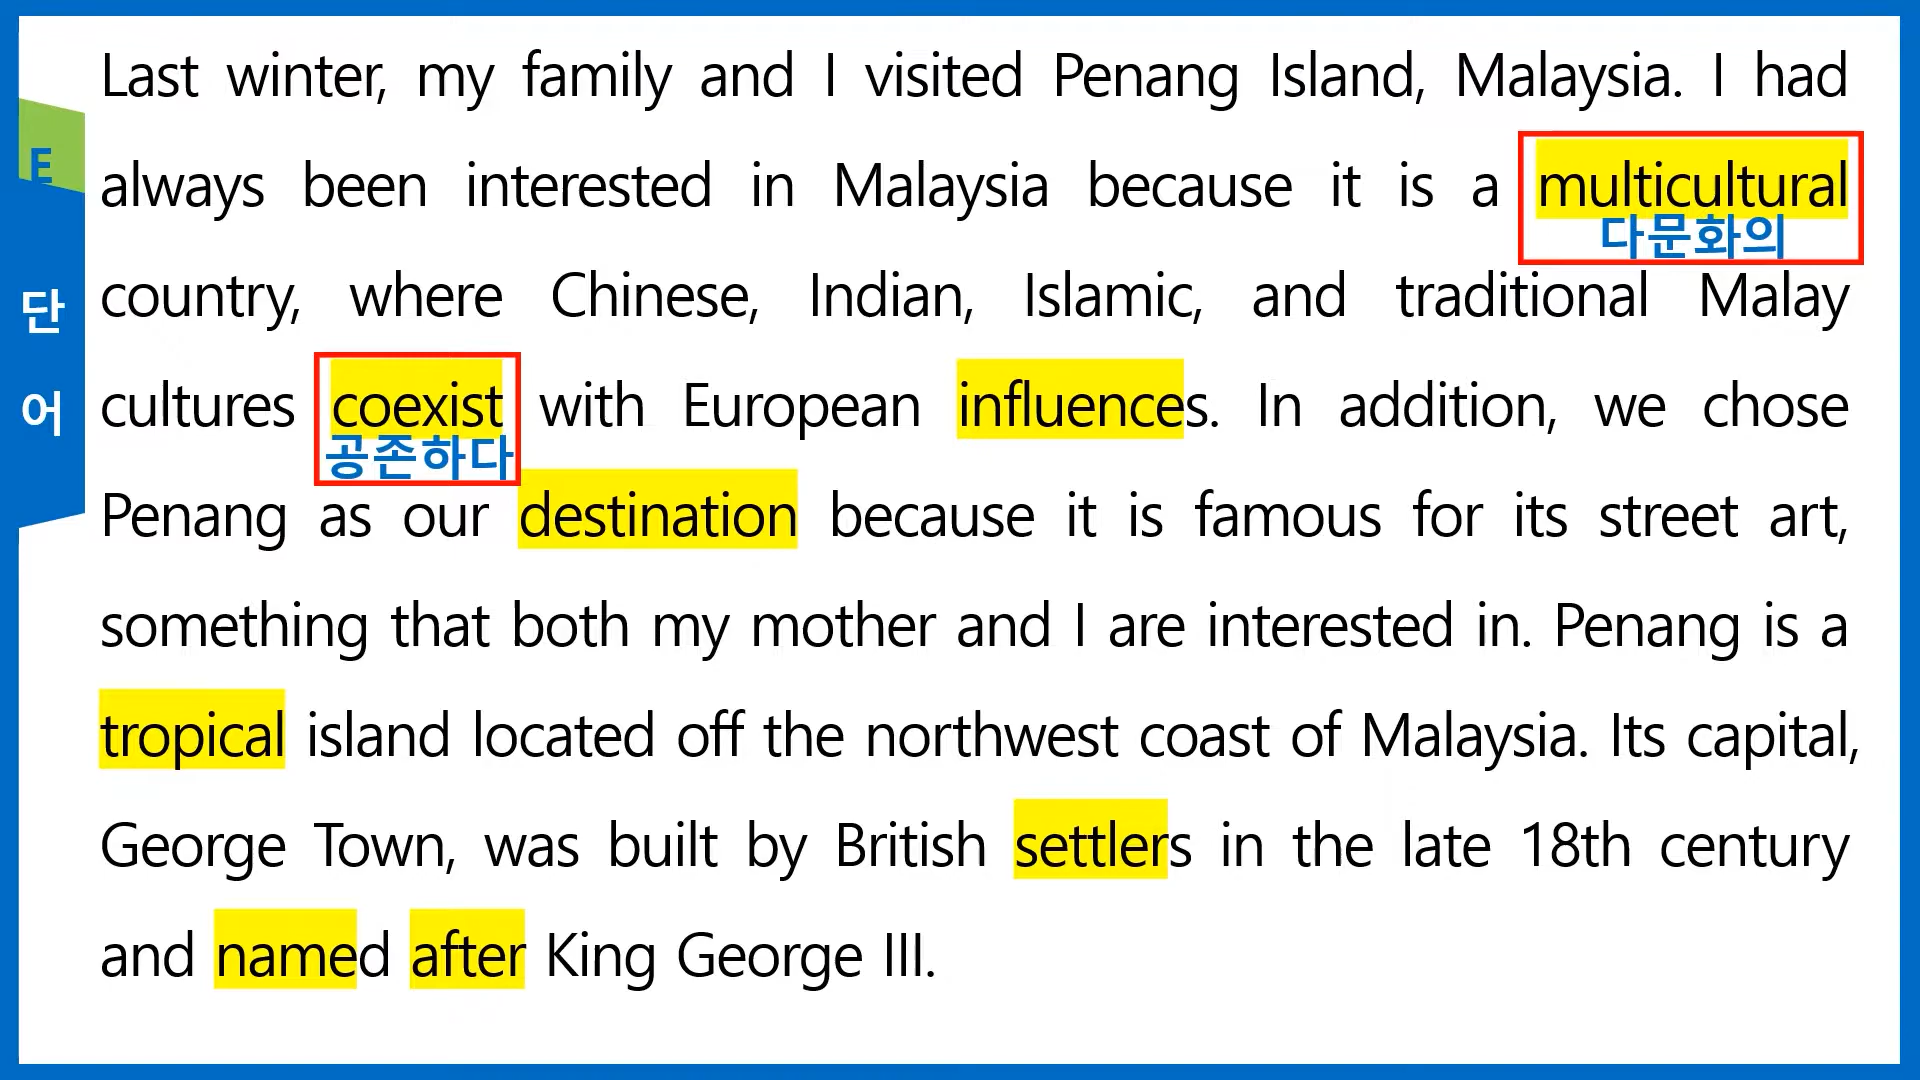 Last winter, my family and I visited Penang Island, Malaysia. I had
E
always been interested in Malaysia because it is a multicultural
다문화의
단
country, where Chinese, Indian, Islamic, and traditional Malay
어
cultures coexist with European influences. In addition, we chose
공존하다
Penang as our destination because it is famous for its street art,
something that both my mother and I are interested in. Penang is a
tropical island located off the northwest coast of Malaysia. Its capital,
George Town, was built by British settlers in the late 18th century
and named after King George III.